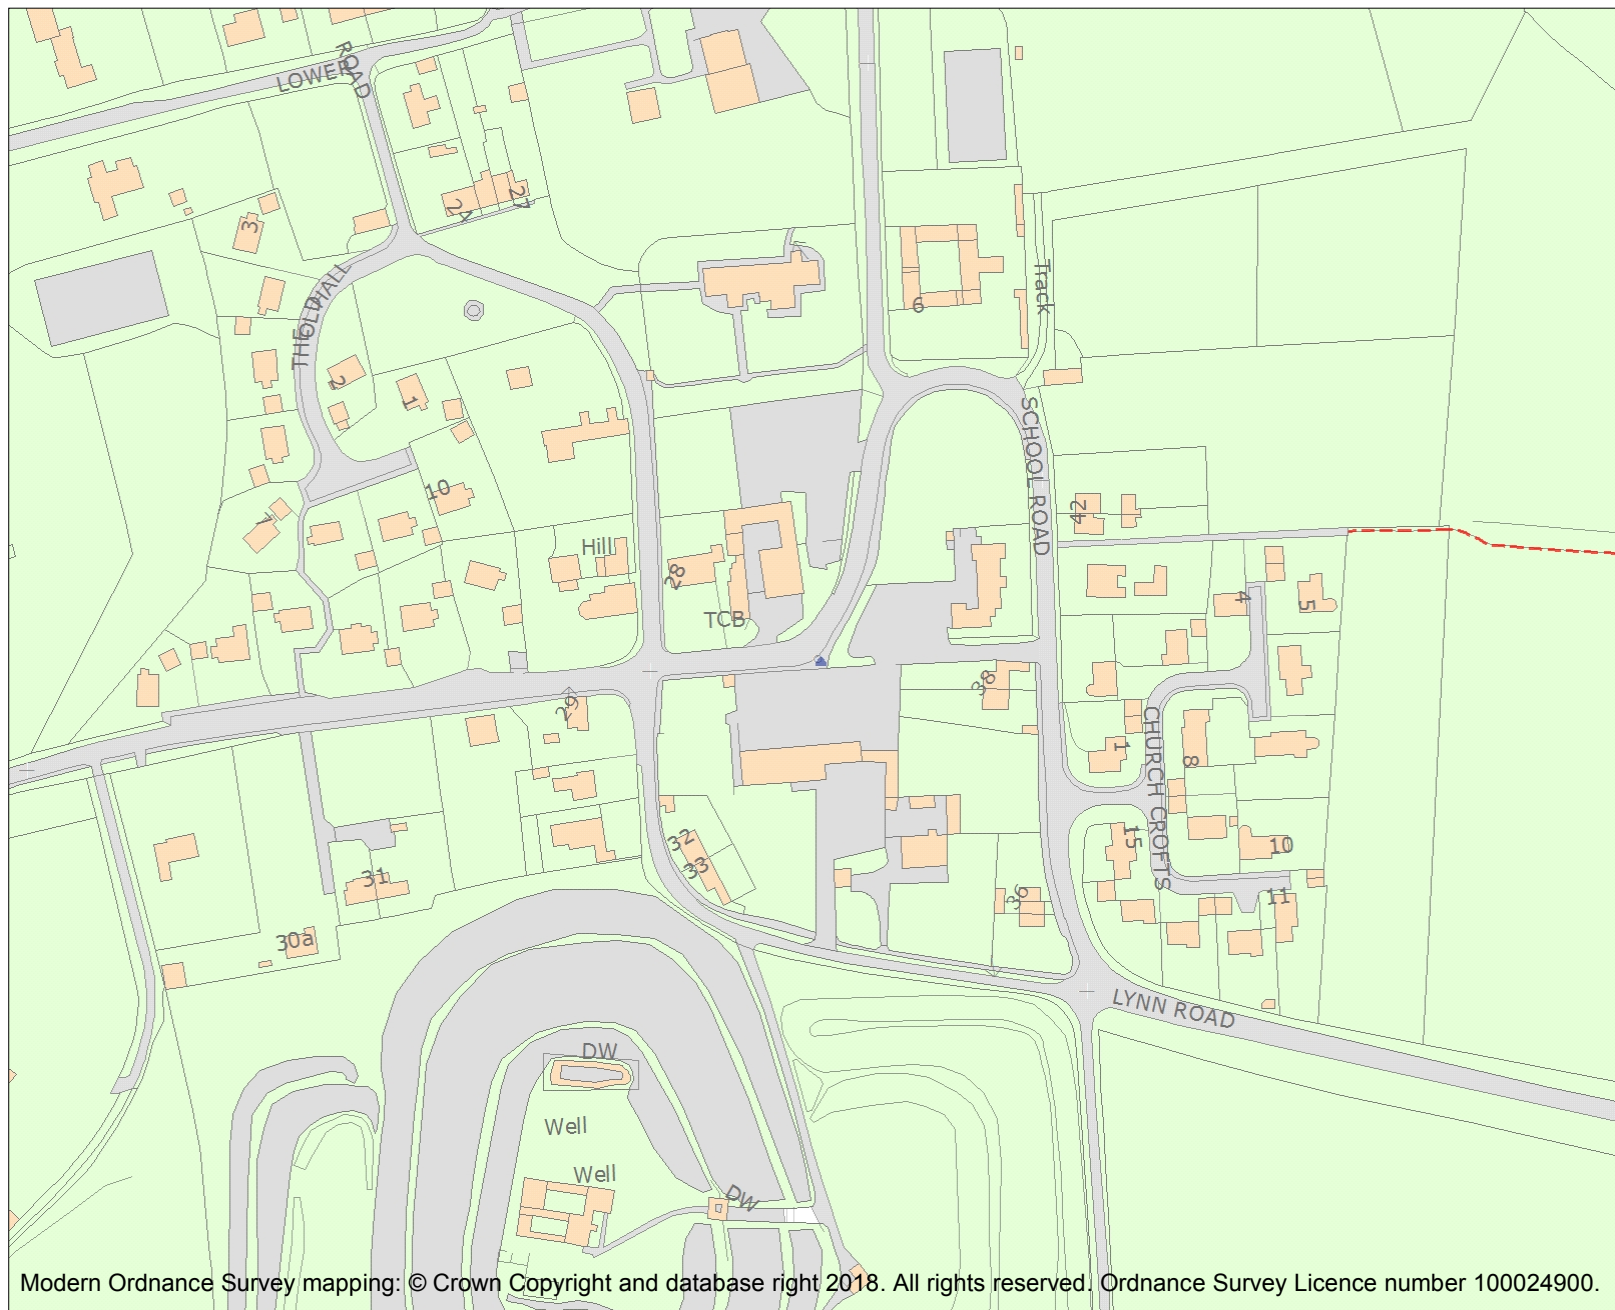 LOWER
ROAD
27
24
3
THE
OLD
HALL
6
Track
2
1
SCHOOL ROAD
10
7
42
Hill
28
TCB
4
5
38
29
CHURCH CROFTS
1
8
32
33
15
10
31
36
11
30a
LYNN ROAD
DW
Well
Well
DW
Modern Ordnance Survey mapping: © Crown Copyright and database right 2018. All rights reserved. Ordnance Survey Licence number 100024900.